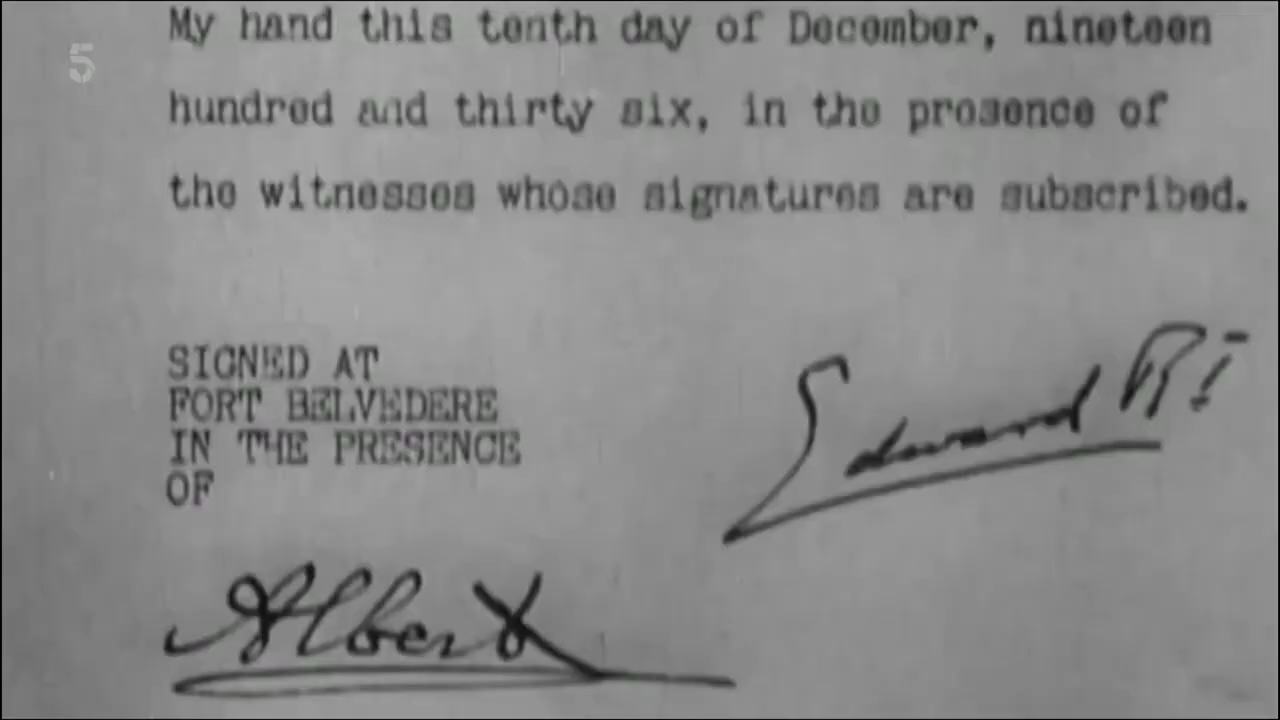 5
My hand this tenth day of December, nineteen
hundred and thirty six, in the presence of
the witnesses whose signatures are subscribed.
SIGNED AT
FORT BELVEDERE
IN THE PRESENCE
OF
Edward R I
Albert